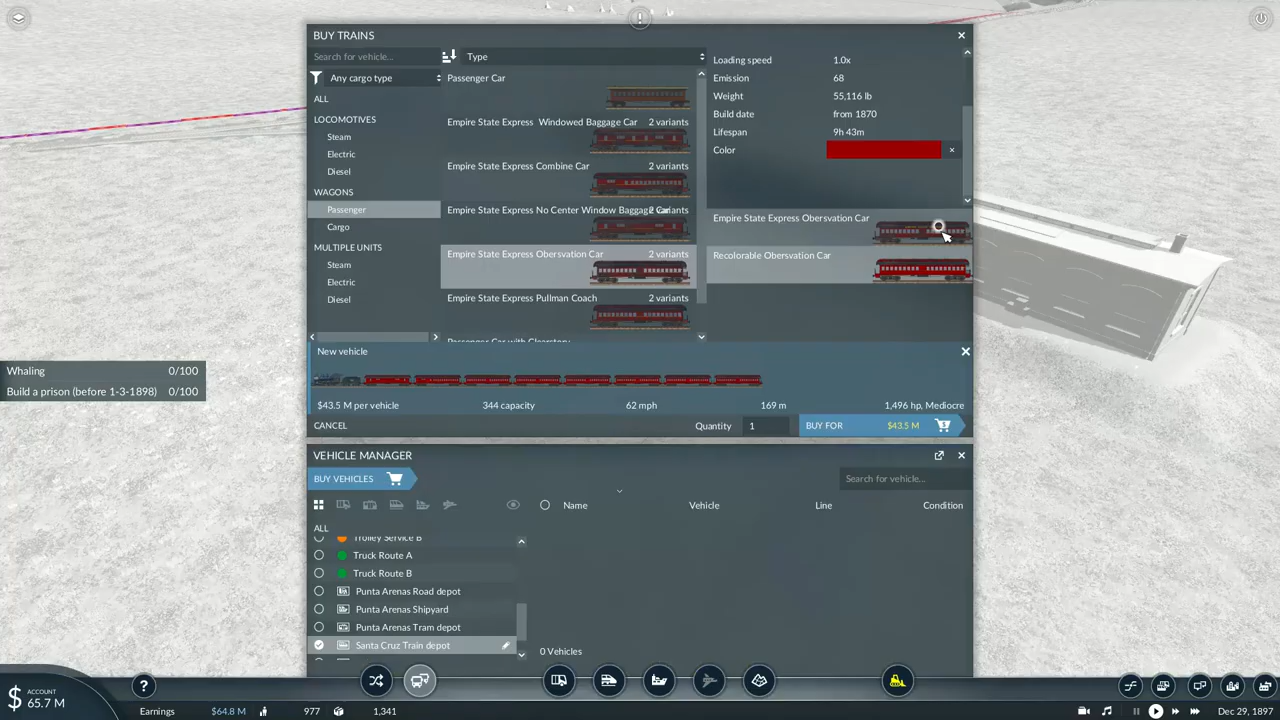 BUY TRAINS
Search for vehicle...
Type
Any cargo type
ALL
LOCOMOTIVES
Steam
Electric
Diesel
WAGONS
Passenger
Cargo
MULTIPLE UNITS
Steam
Electric
Diesel
Passenger Car
Empire State Express Windowed Baggage Car 2 variants
Empire State Express Combine Car 2 variants
Empire State Express No Center Window Baggage Car 2 variants
Empire State Express Obersvation Car 2 variants
Empire State Express Pullman Coach 2 variants
Passenger Car with Clearstory
Loading speed 1.0x
Emission 68
Weight 55,116 lb
Build date from 1870
Lifespan 9h 43m
Color
Empire State Express Obersvation Car
Recolorable Obersvation Car
New vehicle
$43.5 M per vehicle 344 capacity 62 mph 169 m 1,496 hp, Mediocre
CANCEL Quantity 1 BUY FOR $43.5 M
Whaling 0/100
Build a prison (before 1-3-1898) 0/100
VEHICLE MANAGER
BUY VEHICLES
Search for vehicle...
Name Vehicle Line Condition
ALL
Trolley Service B
Truck Route A
Truck Route B
Punta Arenas Road depot
Punta Arenas Shipyard
Punta Arenas Tram depot
Santa Cruz Train depot
0 Vehicles
$ ACCOUNT
65.7 M
?
Earnings $64.8 M 977 1,341
Dec 29, 1897